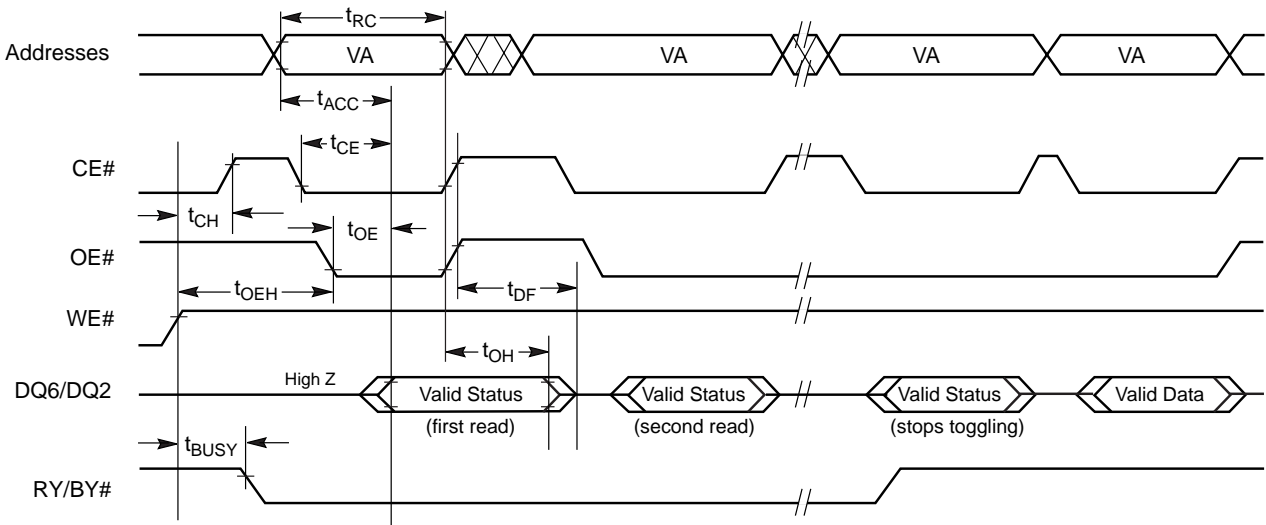 tRC
Addresses VA VA VA VA
tACC
tCE
CE#
tCH tOE
OE#
tOEH tDF
WE#
tOH
DQ6/DQ2 High Z Valid Status Valid Status Valid Status Valid Data
(first read) (second read) (stops toggling)
tBUSY
RY/BY#